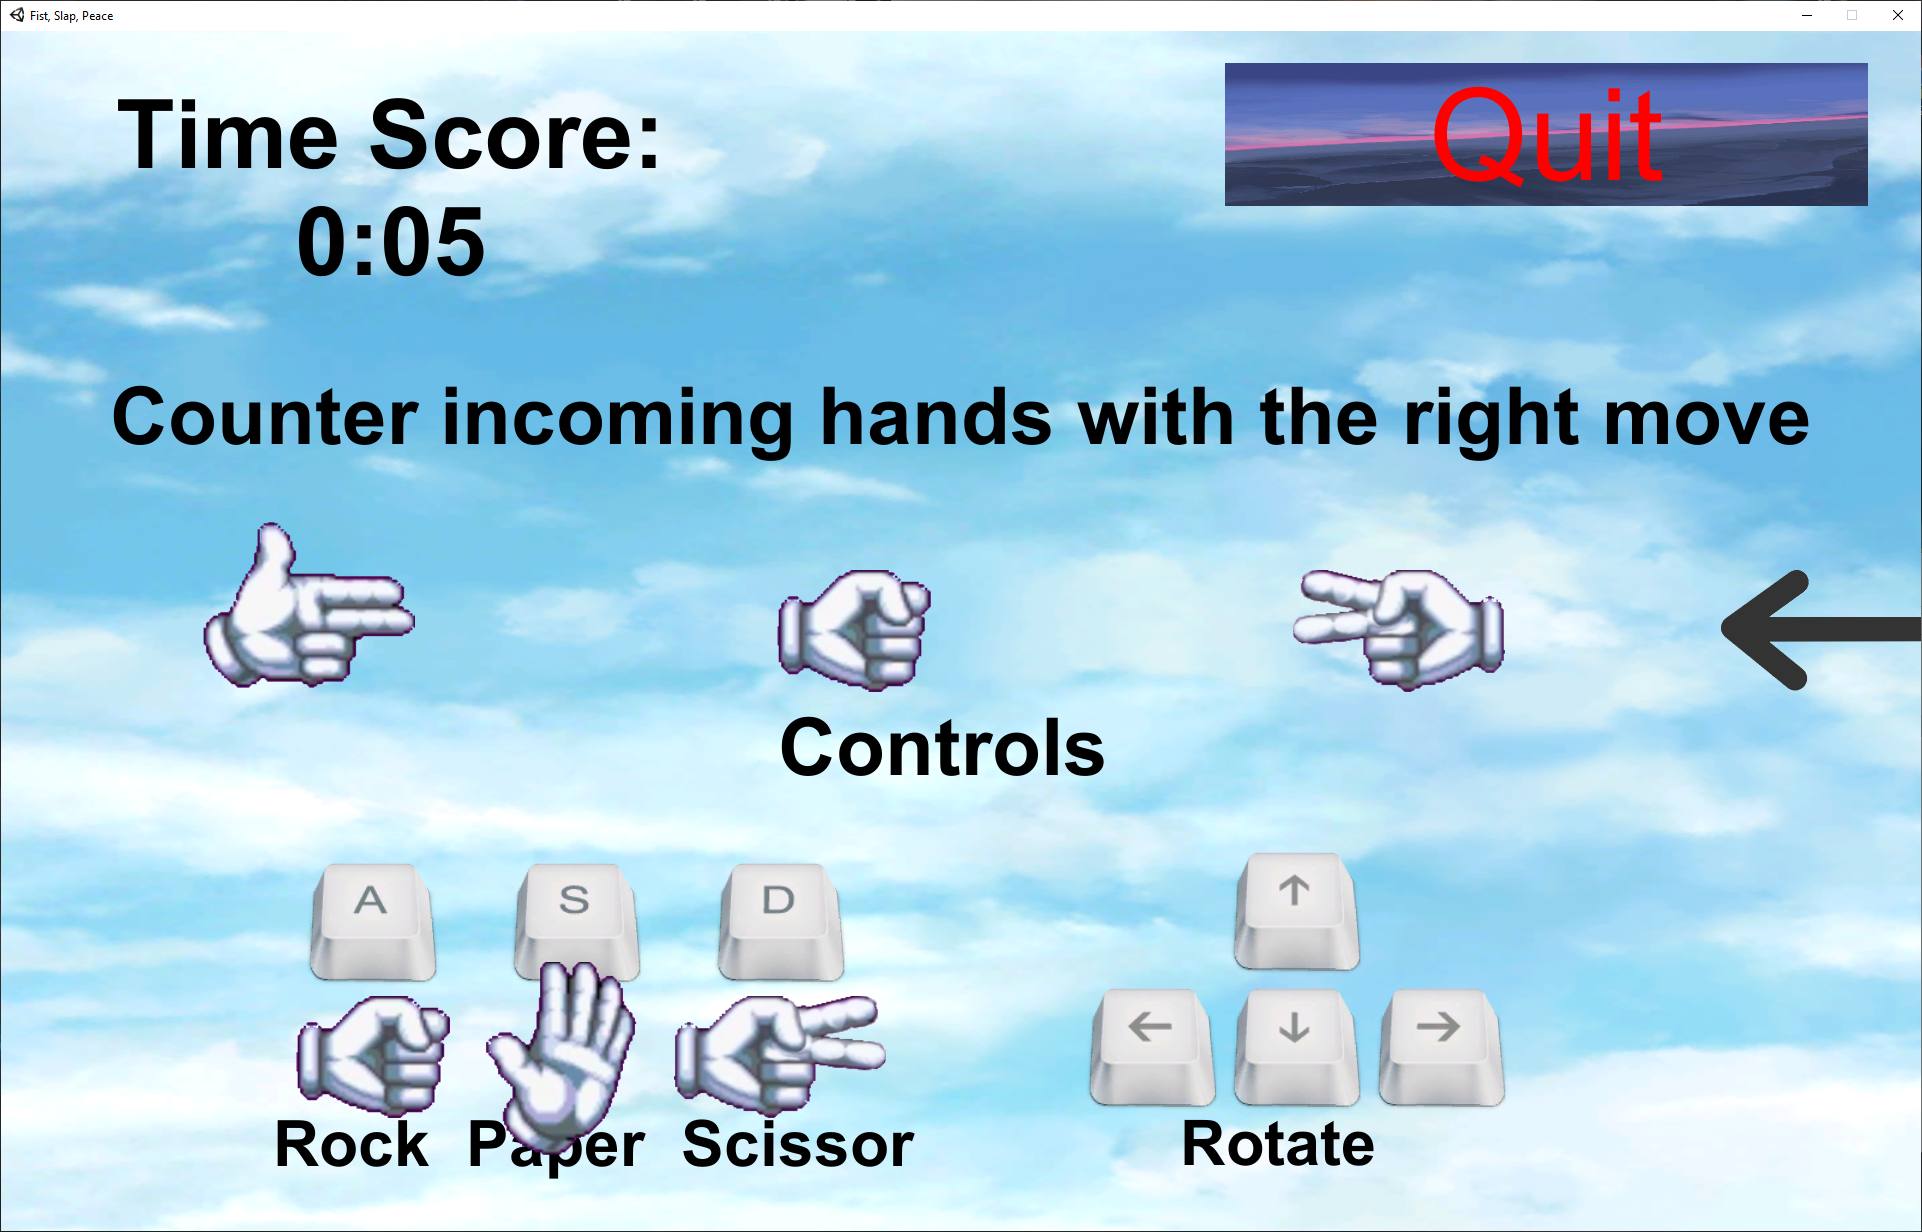 Fist, Slap, Peace
Time Score:
0:05
Quit
Counter incoming hands with the right move
Controls
A S D
Rock Paper Scissor
Rotate